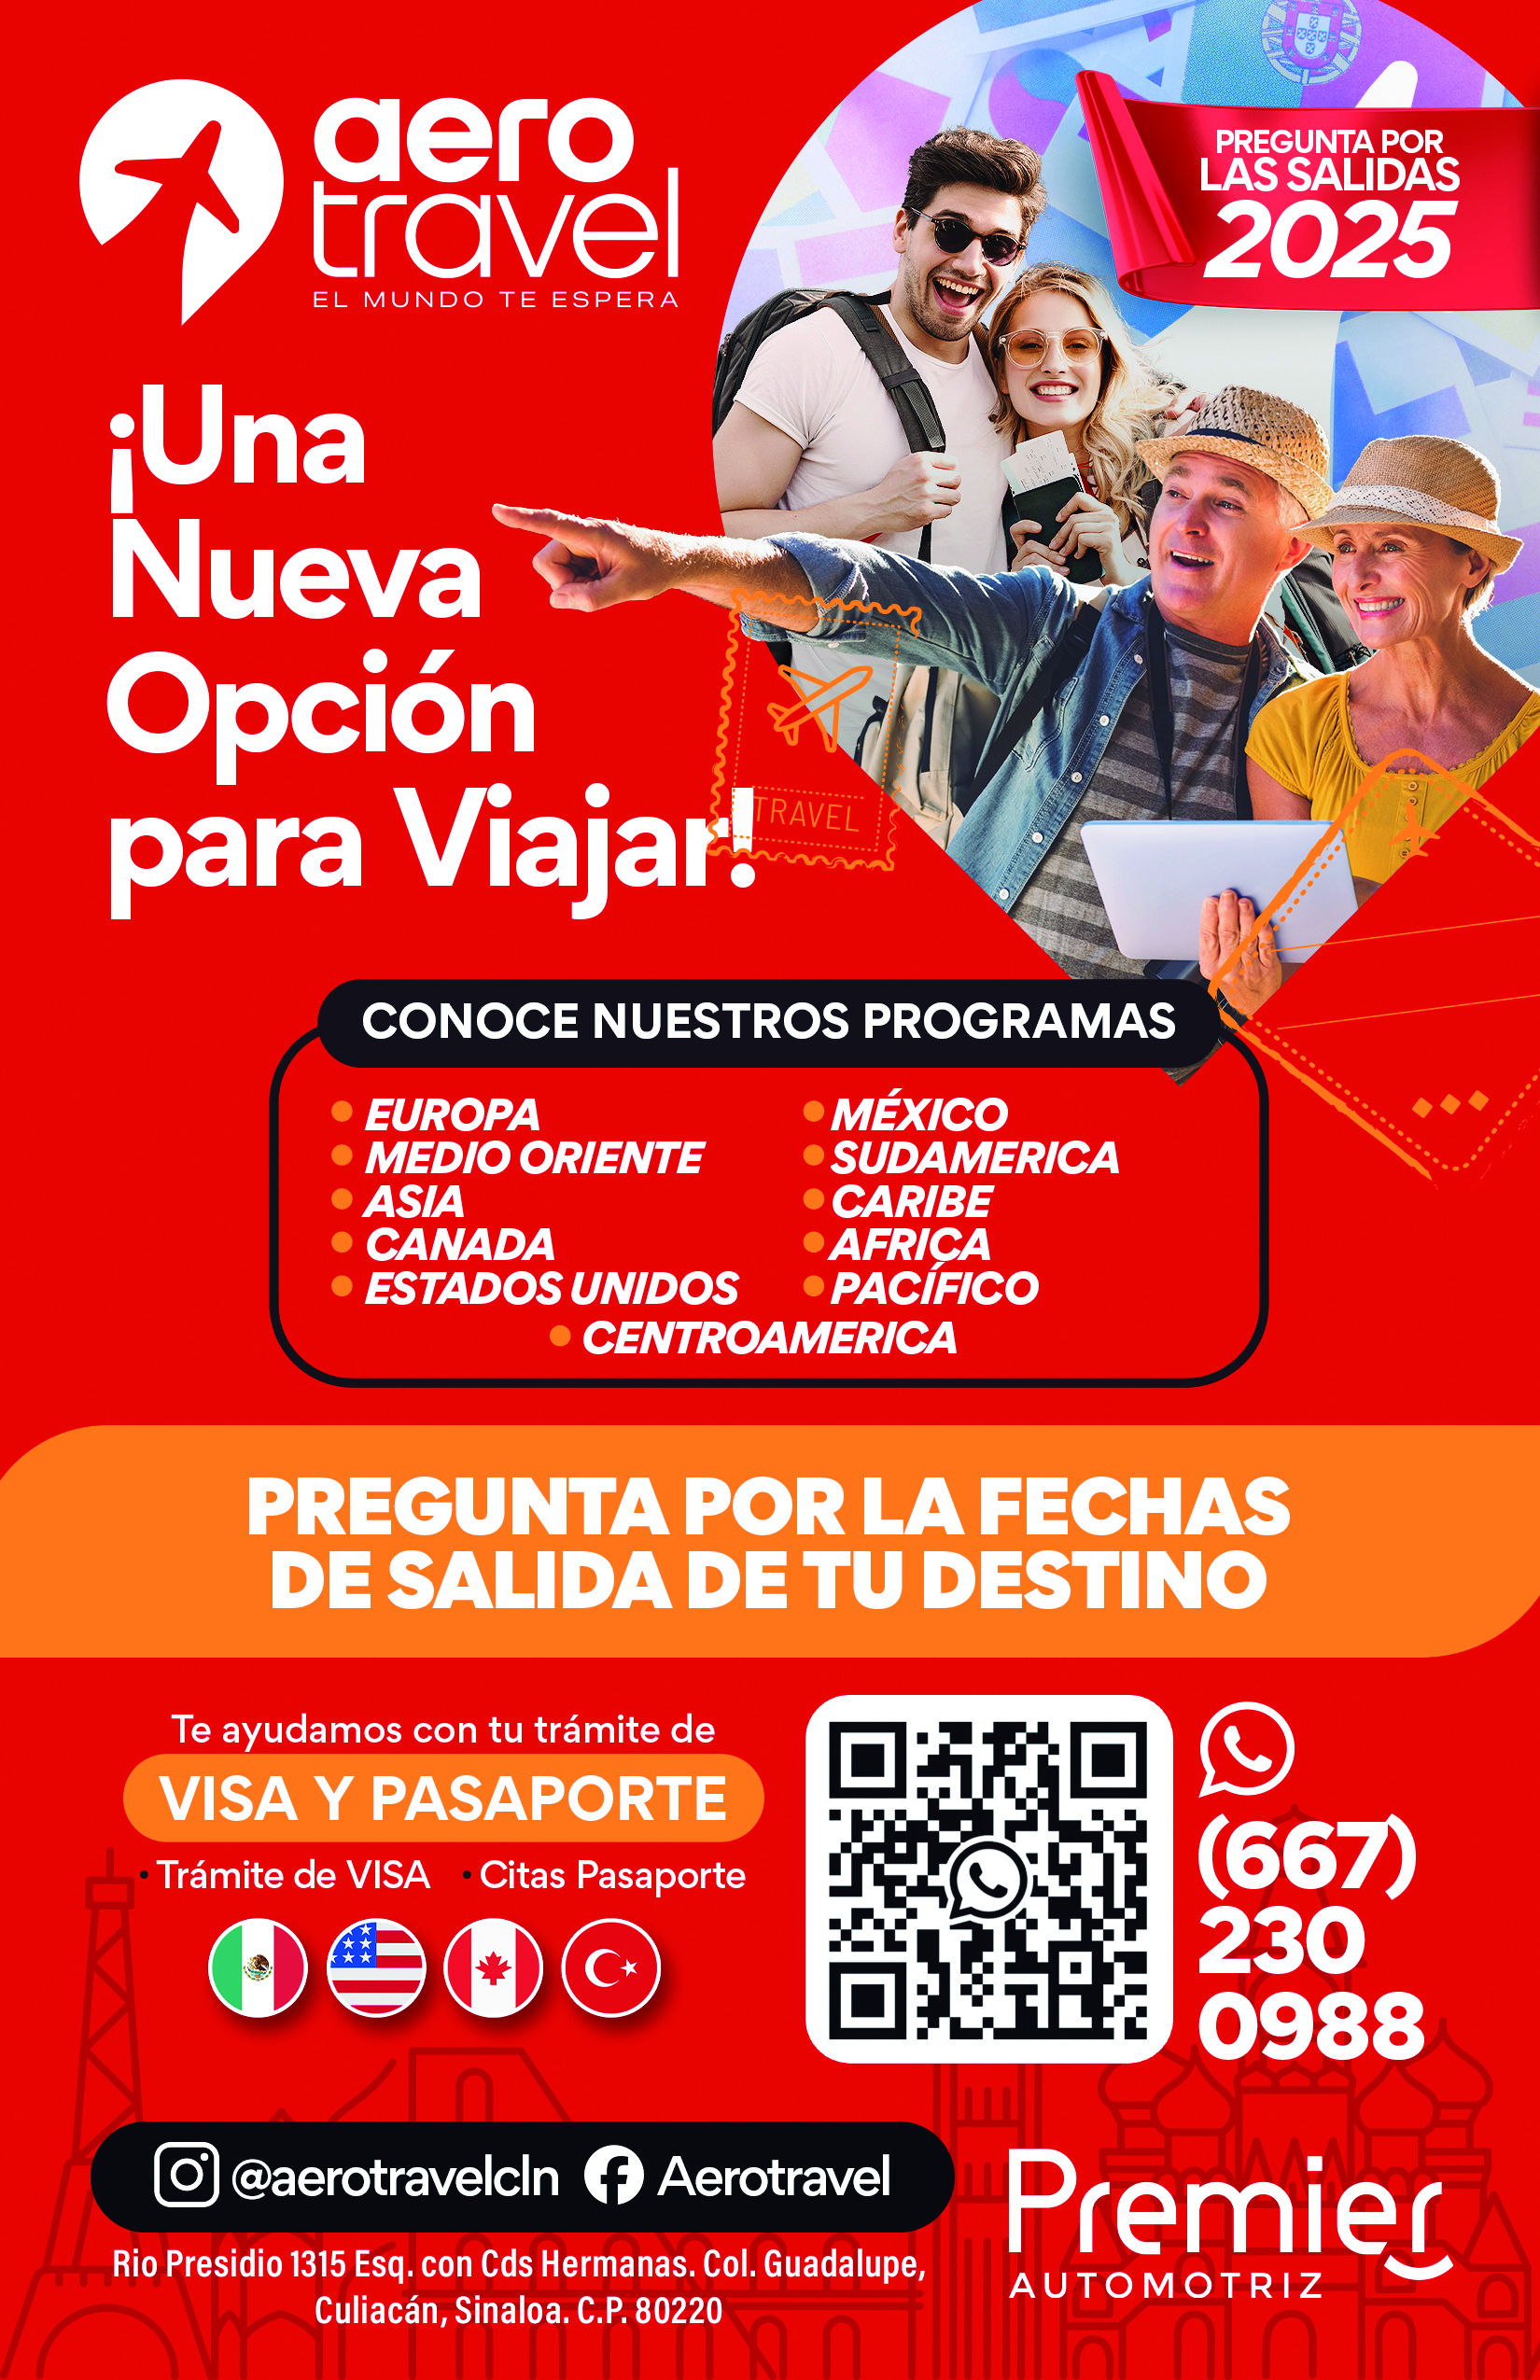 aero
travel
EL MUNDO TE ESPERA
PREGUNTA POR
LAS SALIDAS
2025
¡Una
Nueva
Opción
para Viajar!
TRAVEL
CONOCE NUESTROS PROGRAMAS
EUROPA
MEDIO ORIENTE
ASIA
CANADA
ESTADOS UNIDOS
MÉXICO
SUDAMERICA
CARIBE
AFRICA
PACÍFICO
CENTROAMERICA
PREGUNTA POR LA FECHAS
DE SALIDA DE TU DESTINO
Te ayudamos con tu trámite de
VISA Y PASAPORTE
· Trámite de VISA · Citas Pasaporte
(667)
230
0988
@aerotravelcln Aerotravel
Rio Presidio 1315 Esq. con Cds Hermanas. Col. Guadalupe,
Culiacán, Sinaloa. C.P. 80220
Premier
AUTOMOTRIZ